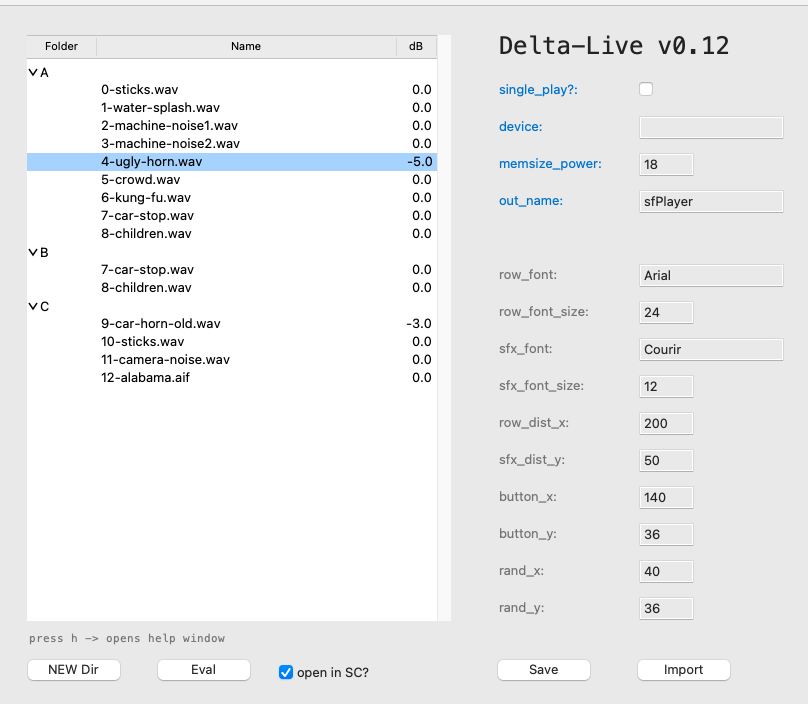 Folder Name dB
A
0-sticks.wav 0.0
1-water-splash.wav 0.0
2-machine-noise1.wav 0.0
3-machine-noise2.wav 0.0
4-ugly-horn.wav -5.0
5-crowd.wav 0.0
6-kung-fu.wav 0.0
7-car-stop.wav 0.0
8-children.wav 0.0
B
7-car-stop.wav 0.0
8-children.wav 0.0
C
9-car-horn-old.wav -3.0
10-sticks.wav 0.0
11-camera-noise.wav 0.0
12-alabama.aif 0.0
press h -> opens help window
NEW Dir Eval open in SC?
Delta-Live v0.12
single_play?:
device:
memsize_power: 18
out_name: sfPlayer
row_font: Arial
row_font_size: 24
sfx_font: Courir
sfx_font_size: 12
row_dist_x: 200
sfx_dist_y: 50
button_x: 140
button_y: 36
rand_x: 40
rand_y: 36
Save Import